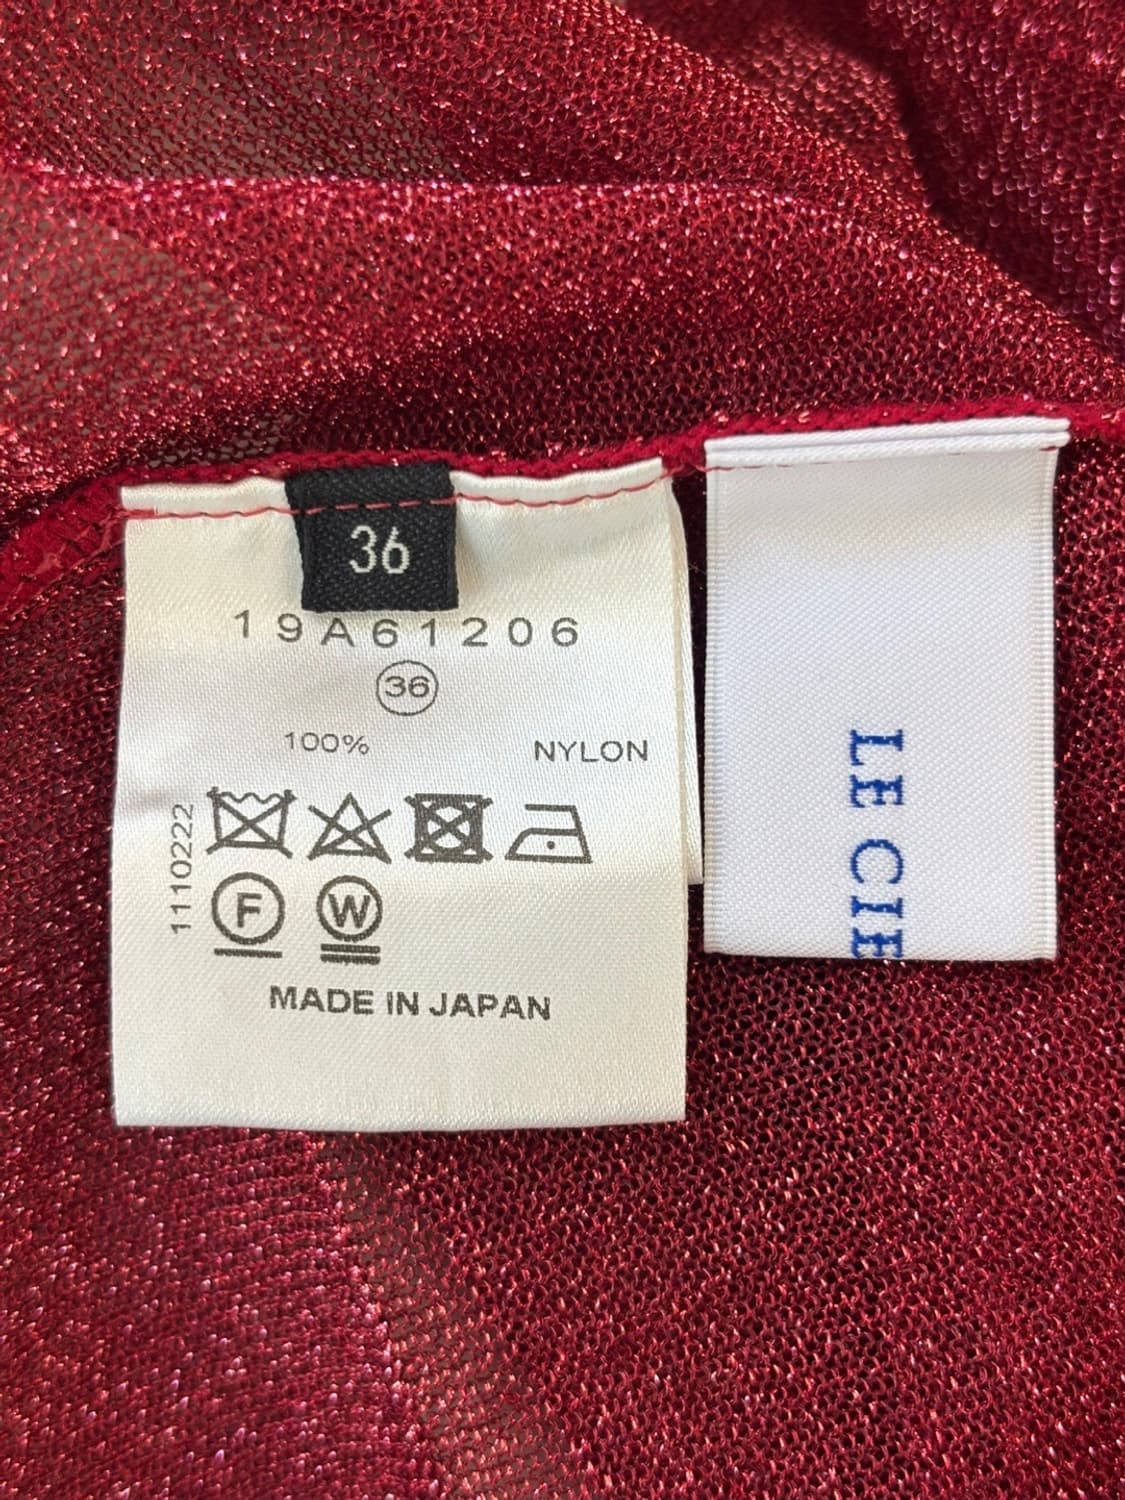 36
19A61206
36
100% NYLON
1110222
F W
MADE IN JAPAN
LE CIE